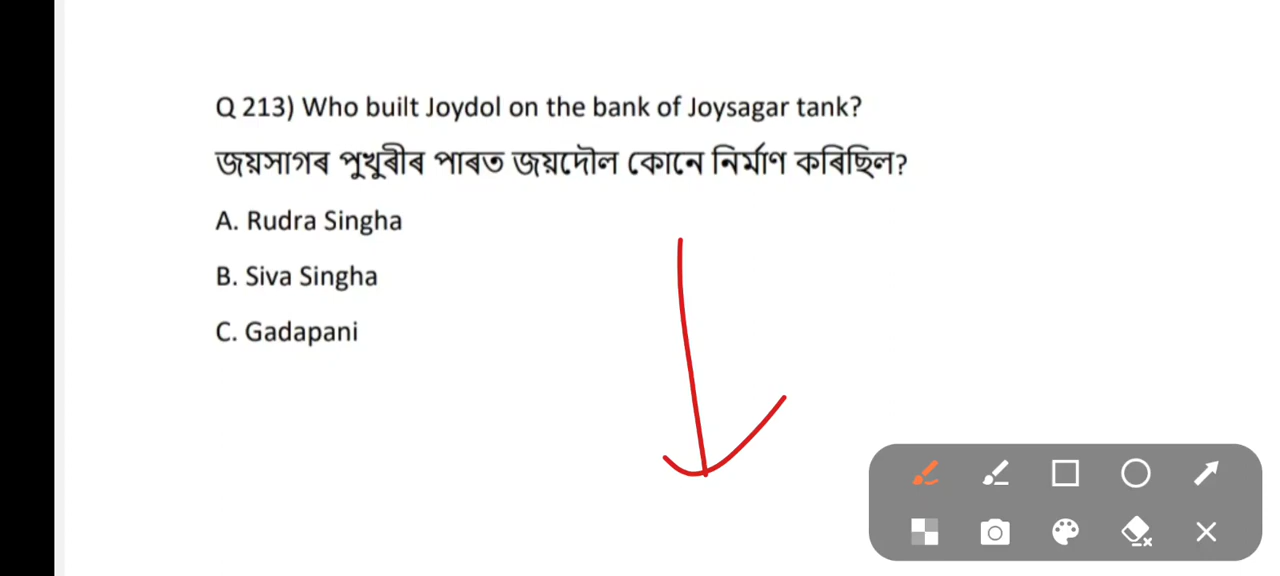 Q 213) Who built Joydol on the bank of Joysagar tank?
জয়সাগৰ পুখুৰীৰ পাৰত জয়দৌল কোনে নিৰ্মাণ কৰিছিল?
A. Rudra Singha
B. Siva Singha
C. Gadapani